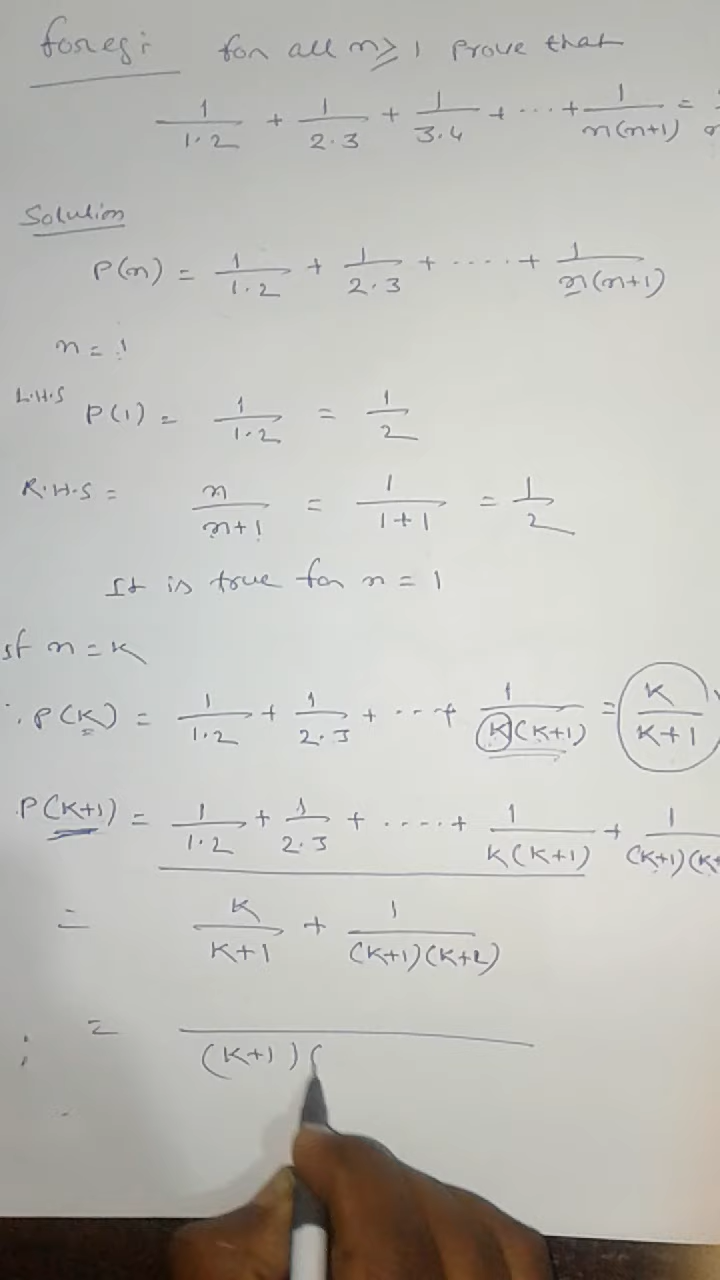 for eg :
for all n ≥ 1 prove that
1/1·2 + 1/2·3 + 1/3·4 + ··· + 1/n(n+1) =
Solution
P(n) = 1/1·2 + 1/2·3 + ····· + 1/n(n+1)
n = 1
L.H.S P(1) = 1/1·2 = 1/2
R.H.S = n/n+1 = 1/1+1 = 1/2
It is true for n = 1
If n = K
∴ P(K) = 1/1·2 + 1/2·3 + ··· + 1/K(K+1) = K/K+1
P(K+1) = 1/1·2 + 1/2·3 + ····· + 1/K(K+1) + 1/(K+1)(K+
= K/K+1 + 1/(K+1)(K+2)
= /(K+1)(